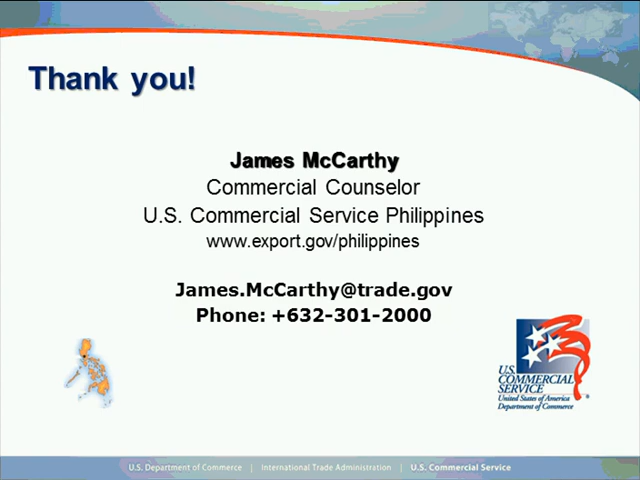 Thank you!
James McCarthy
Commercial Counselor
U.S. Commercial Service Philippines
www.export.gov/philippines
James.McCarthy@trade.gov
Phone: +632-301-2000
U.S.
COMMERCIAL
SERVICE
United States of America
Department of Commerce
U.S. Department of Commerce | International Trade Administration | U.S. Commercial Service